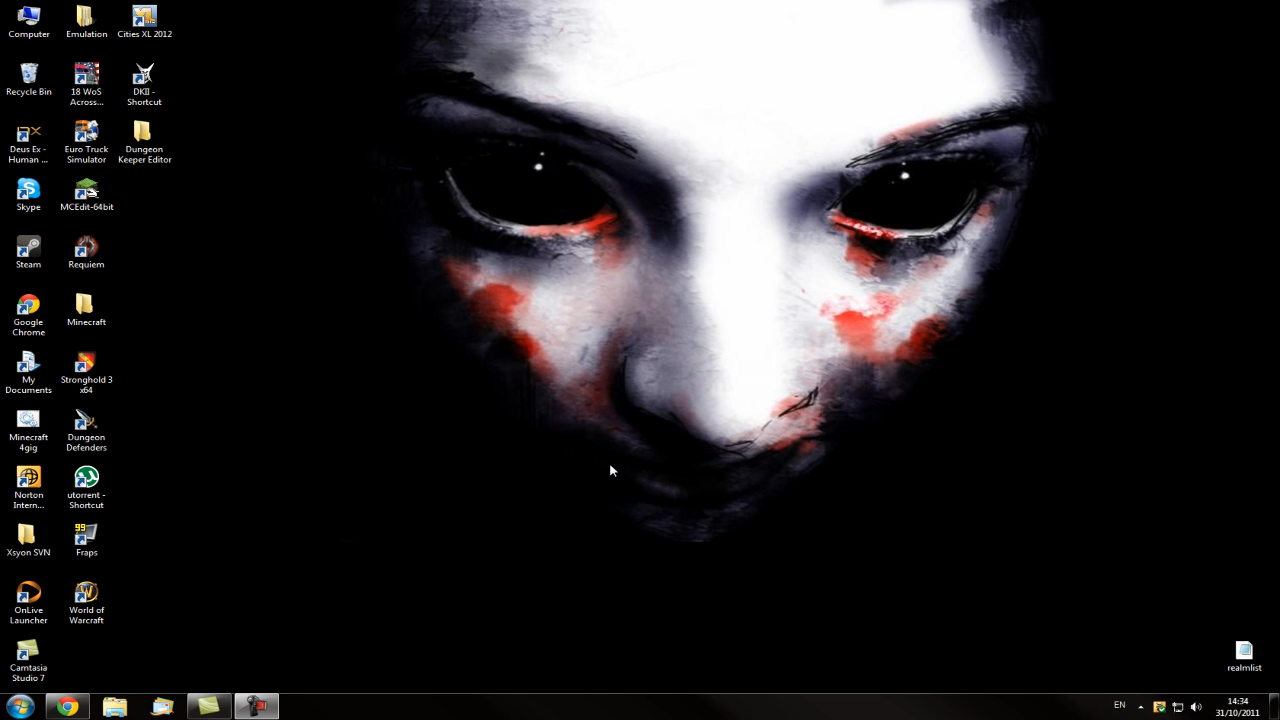 Computer
Emulation
Cities XL 2012
Recycle Bin
18 WoS
Across...
DKII -
Shortcut
Deus Ex -
Human ...
Euro Truck
Simulator
Dungeon
Keeper Editor
Skype
MCEdit-64bit
Steam
Requiem
Google
Chrome
Minecraft
My
Documents
Stronghold 3
x64
Minecraft
4gig
Dungeon
Defenders
Norton
Intern...
utorrent -
Shortcut
Xsyon SVN
99
Fraps
OnLive
Launcher
World of
Warcraft
Camtasia
Studio 7
realmlist
EN
14:34
31/10/2011